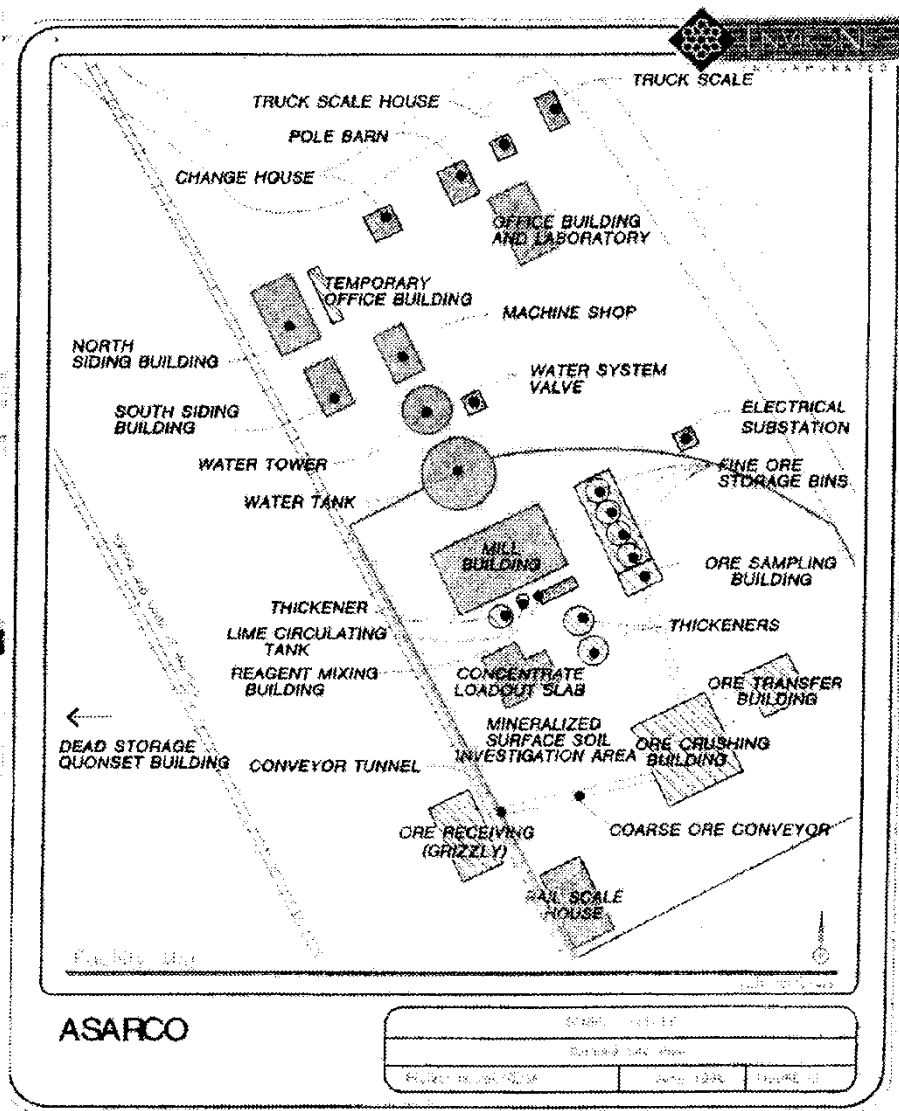 INCORPORATED
TRUCK SCALE
TRUCK SCALE HOUSE
POLE BARN
CHANGE HOUSE
OFFICE BUILDING
AND LABORATORY
TEMPORARY
OFFICE BUILDING
MACHINE SHOP
NORTH
SIDING BUILDING
WATER SYSTEM
VALVE
SOUTH SIDING
BUILDING
ELECTRICAL
SUBSTATION
WATER TOWER
FINE ORE
STORAGE BINS
WATER TANK
MILL
BUILDING
ORE SAMPLING
BUILDING
THICKENER
LIME CIRCULATING
TANK
THICKENERS
REAGENT MIXING
BUILDING
CONCENTRATE
LOADOUT SLAB
ORE TRANSFER
BUILDING
DEAD STORAGE
QUONSET BUILDING
MINERALIZED
SURFACE SOIL
INVESTIGATION AREA
ORE CRUSHING
BUILDING
CONVEYOR TUNNEL
ORE RECEIVING
(GRIZZLY)
COARSE ORE CONVEYOR
RAIL SCALE
HOUSE
Facility Map
ASARCO